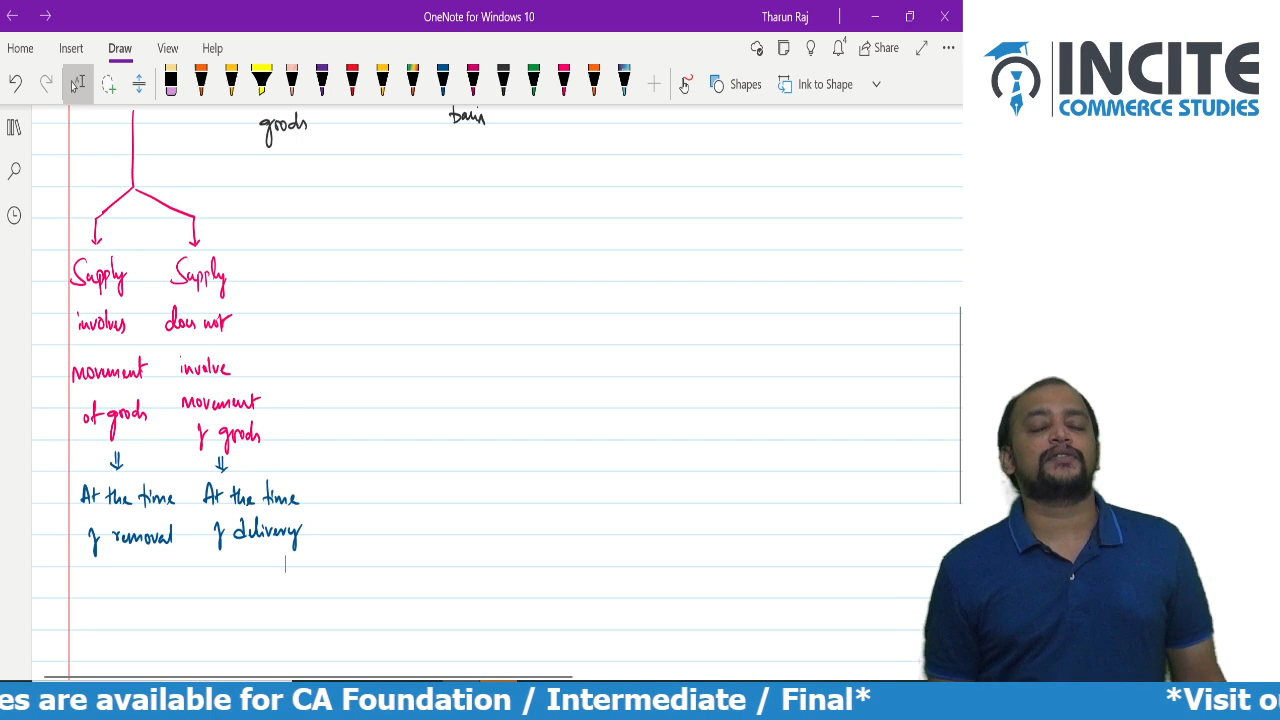 OneNote for Windows 10
Tharun Raj
Home Insert Draw View Help
4
Share
Shapes
Ink to Shape
INCITE
COMMERCE STUDIES
goods
basis
Supply
involves
movement
of goods
At the time
of removal
Supply
does not
involve
movement
of goods
At the time
of delivery
es are available for CA Foundation / Intermediate / Final* *Visit o